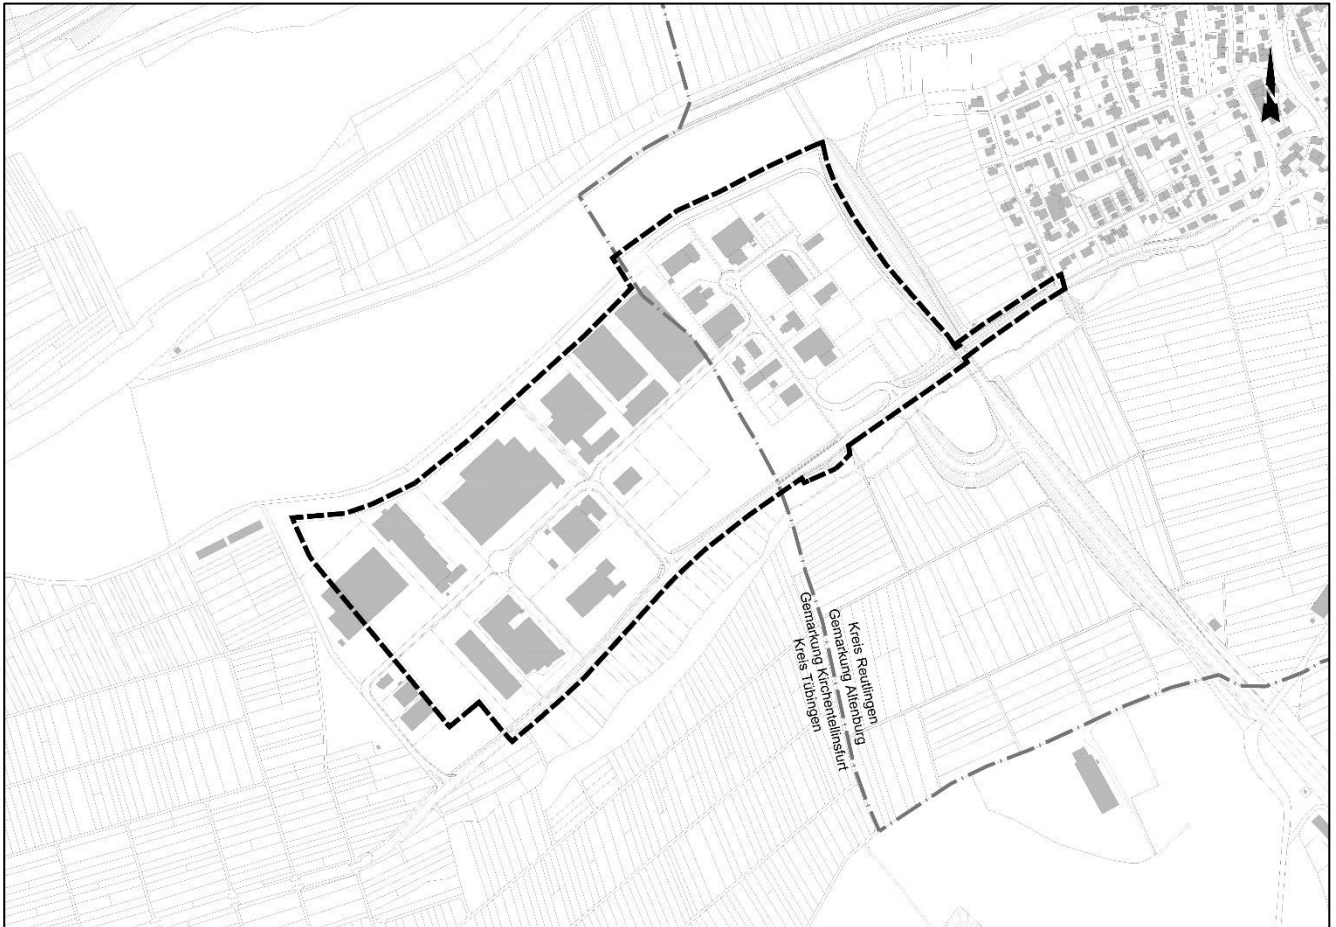 Kreis Reutlingen
Gemarkung Altenburg
Gemarkung Kirchentellinsfurt
Kreis Tübingen